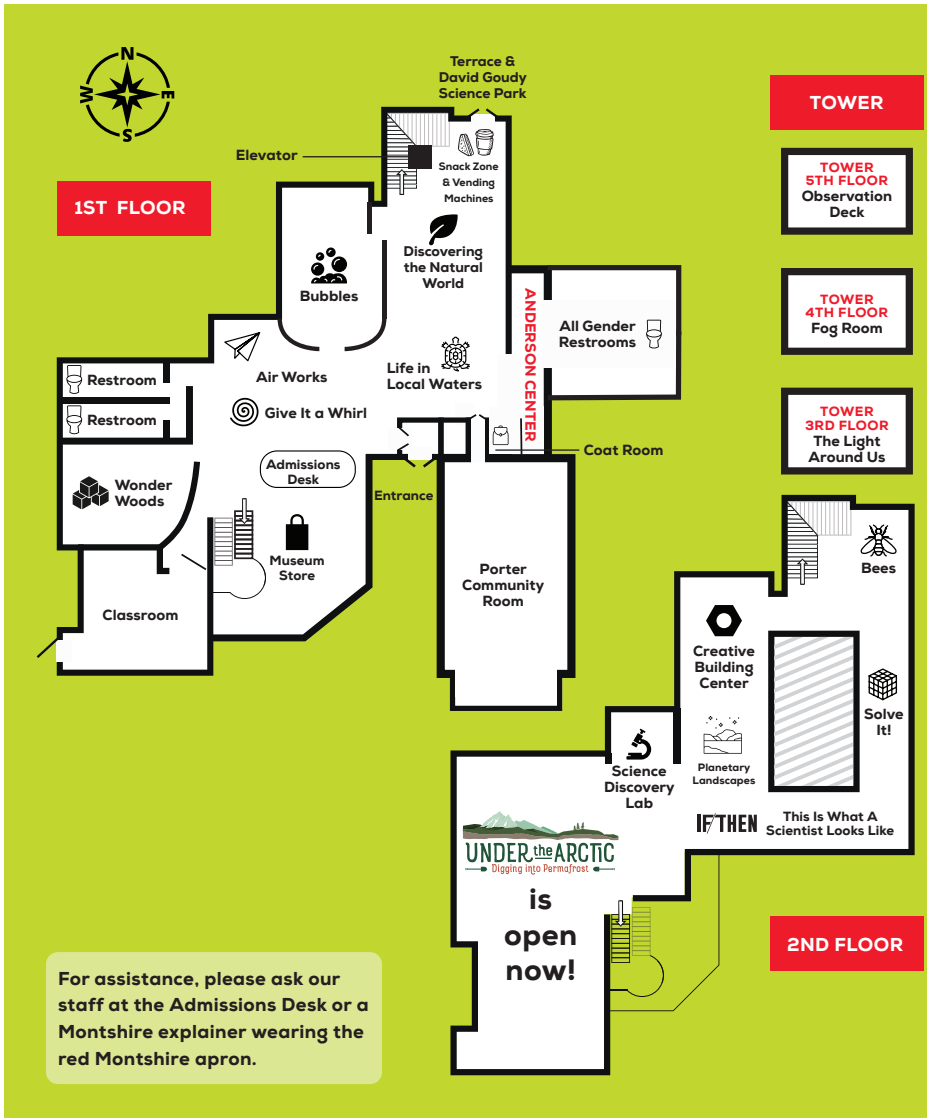 N
W
E
S
1ST FLOOR
Terrace &
David Goudy
Science Park
Elevator
Snack Zone
& Vending
Machines
Discovering
the Natural
World
Bubbles
ANDERSON CENTER
All Gender
Restrooms
Air Works
Life in
Local Waters
Restroom
Restroom
Give It a Whirl
Admissions
Desk
Entrance
Coat Room
Wonder
Woods
Museum
Store
Classroom
Porter
Community
Room
TOWER
TOWER
5TH FLOOR
Observation
Deck
TOWER
4TH FLOOR
Fog Room
TOWER
3RD FLOOR
The Light
Around Us
Bees
Creative
Building
Center
Solve
It!
Planetary
Landscapes
Science
Discovery
Lab
IF/THEN
This Is What A
Scientist Looks Like
UNDER the ARCTIC
Digging into Permafrost
is
open
now!
2ND FLOOR
For assistance, please ask our
staff at the Admissions Desk or a
Montshire explainer wearing the
red Montshire apron.